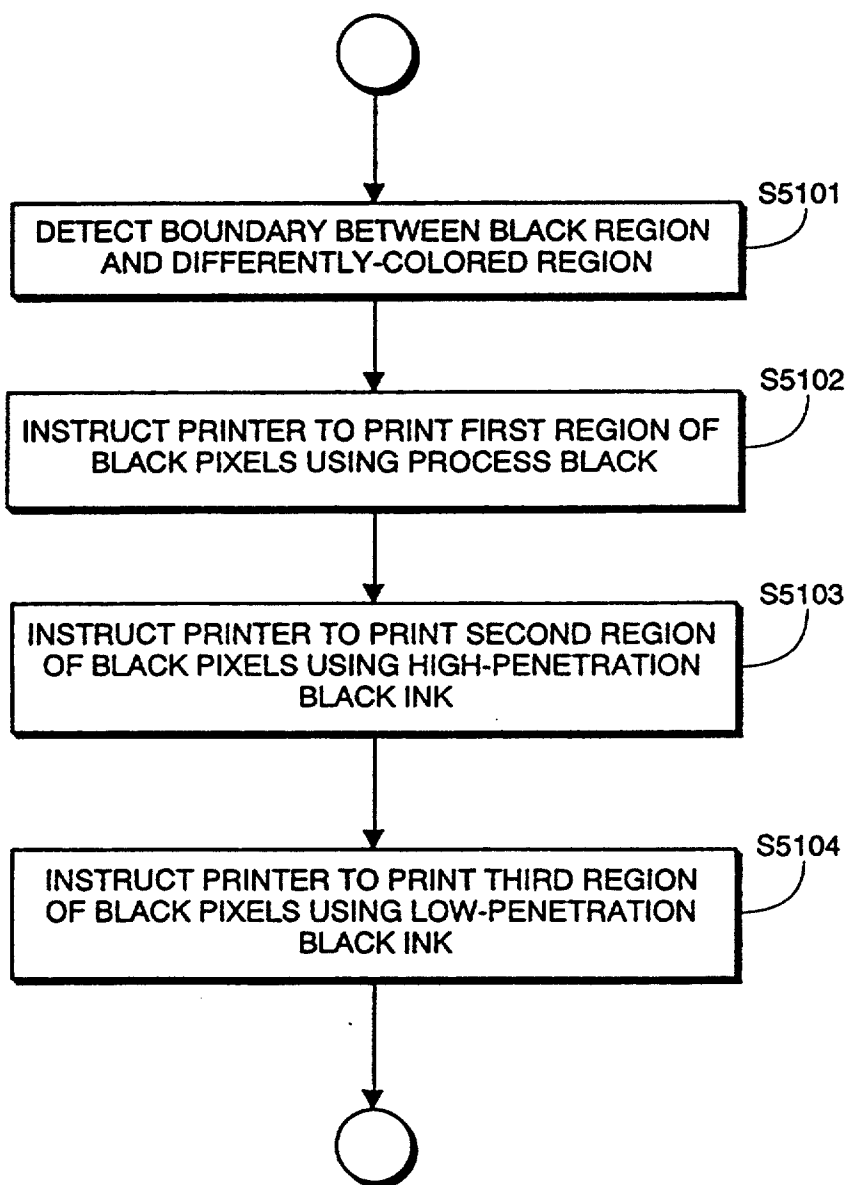 S5101
DETECT BOUNDARY BETWEEN BLACK REGION
AND DIFFERENTLY-COLORED REGION
S5102
INSTRUCT PRINTER TO PRINT FIRST REGION OF
BLACK PIXELS USING PROCESS BLACK
S5103
INSTRUCT PRINTER TO PRINT SECOND REGION
OF BLACK PIXELS USING HIGH-PENETRATION
BLACK INK
S5104
INSTRUCT PRINTER TO PRINT THIRD REGION
OF BLACK PIXELS USING LOW-PENETRATION
BLACK INK